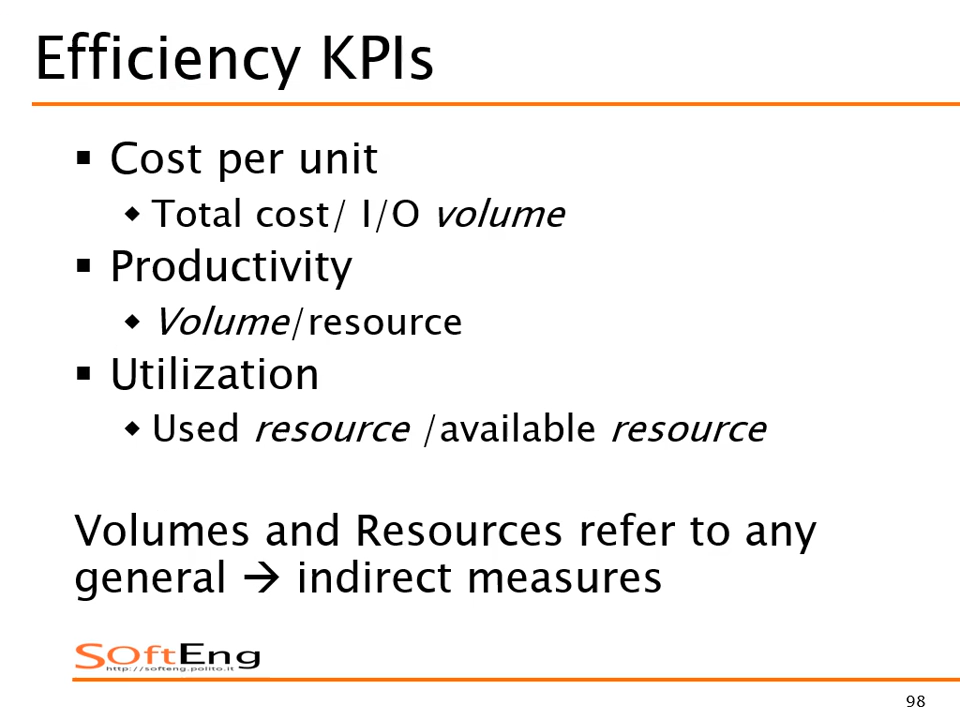 Efficiency KPIs
▪ Cost per unit
◆ Total cost/ I/O volume
▪ Productivity
◆ Volume/resource
▪ Utilization
◆ Used resource /available resource
Volumes and Resources refer to any
general → indirect measures
SoftEng
http://softeng.polito.it
98